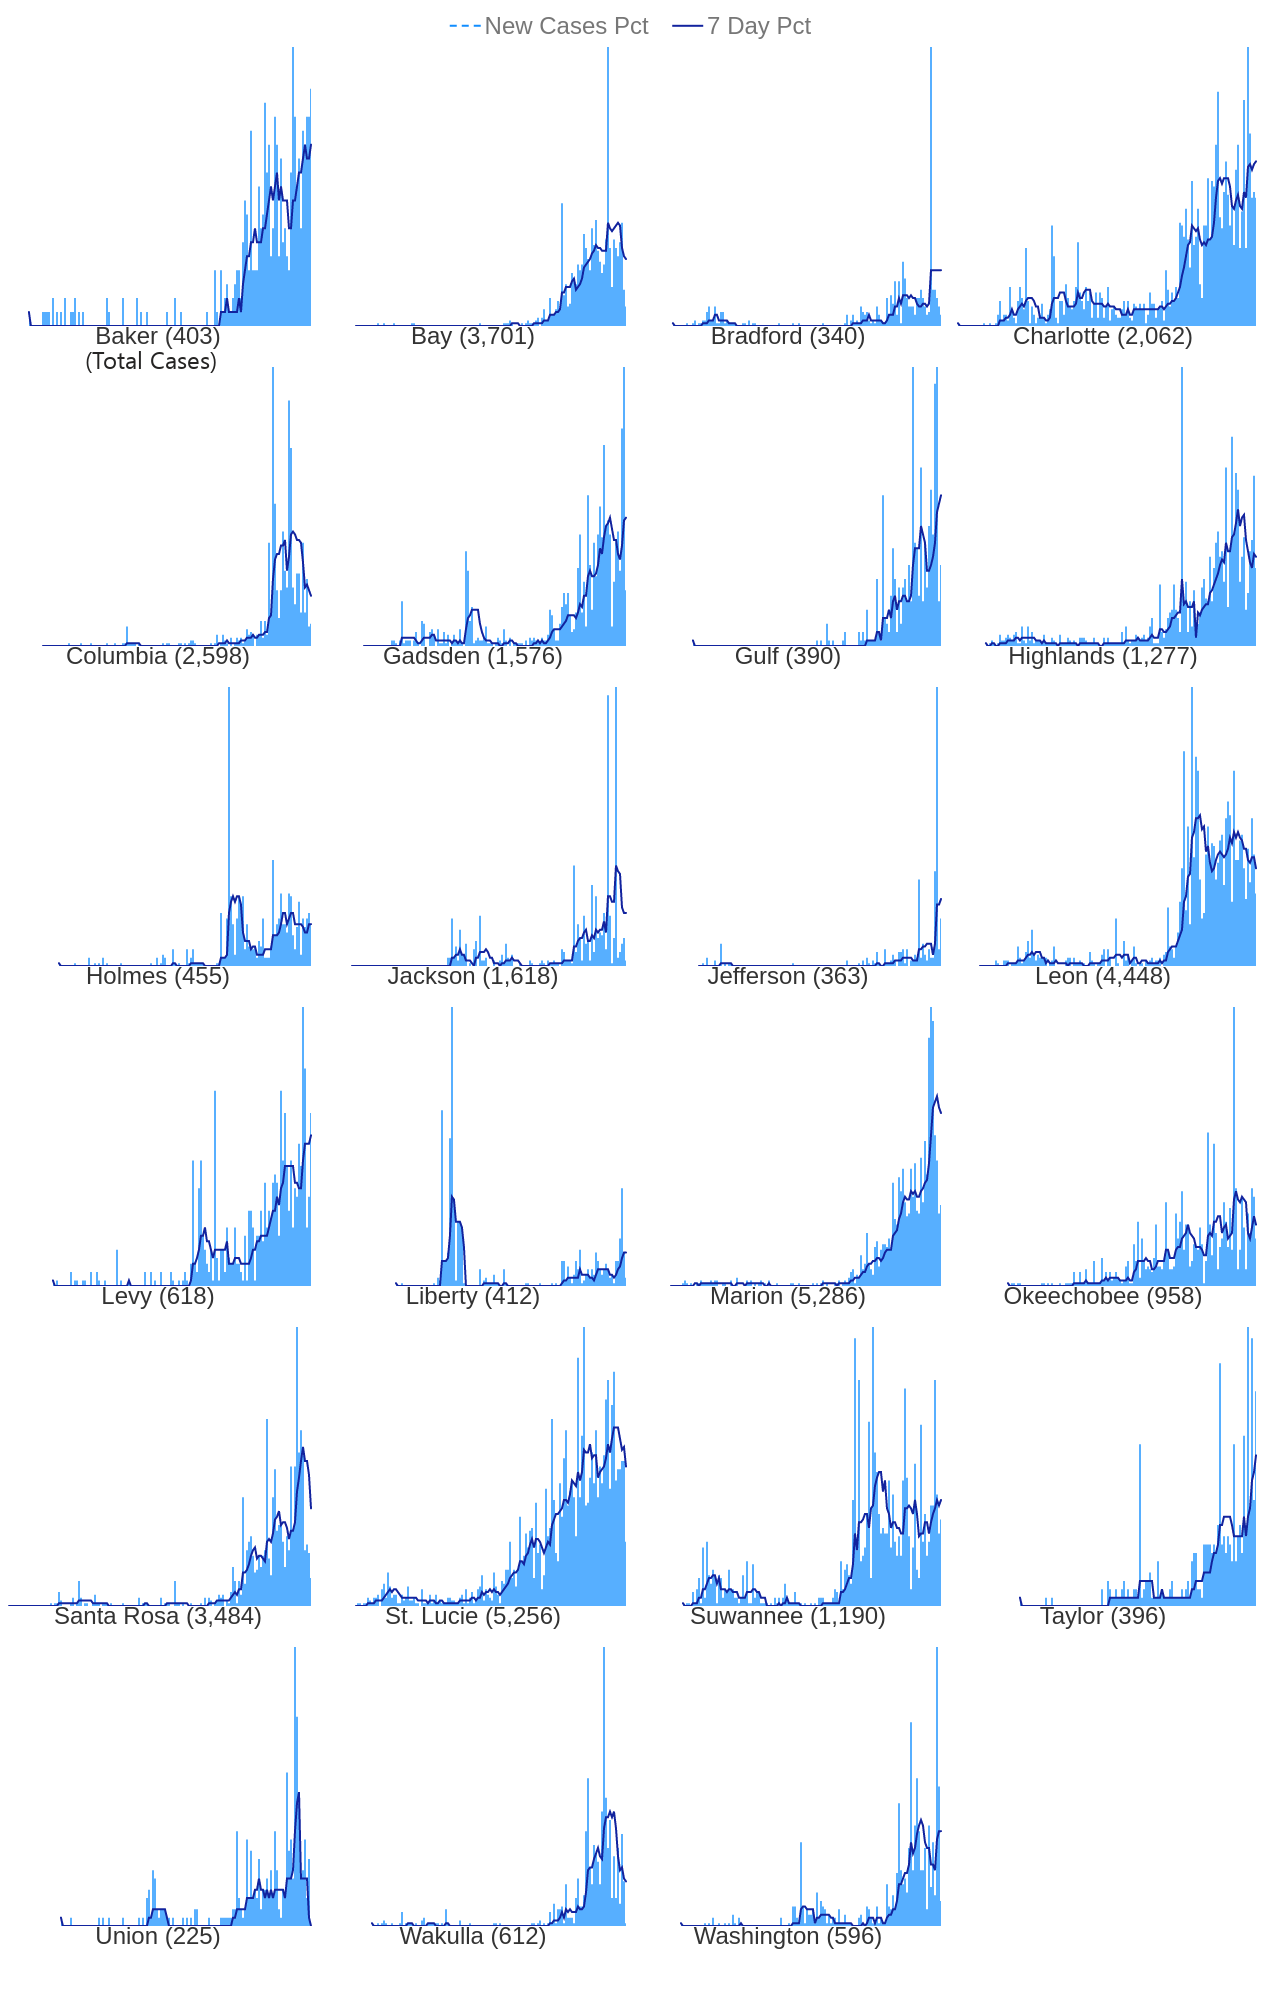 New Cases Pct 7 Day Pct
Baker (403) Bay (3,701) Bradford (340) Charlotte (2,062)
(Total Cases)
Columbia (2,598) Gadsden (1,576) Gulf (390) Highlands (1,277)
Holmes (455) Jackson (1,618) Jefferson (363) Leon (4,448)
Levy (618) Liberty (412) Marion (5,286) Okeechobee (958)
Santa Rosa (3,484) St. Lucie (5,256) Suwannee (1,190) Taylor (396)
Union (225) Wakulla (612) Washington (596)